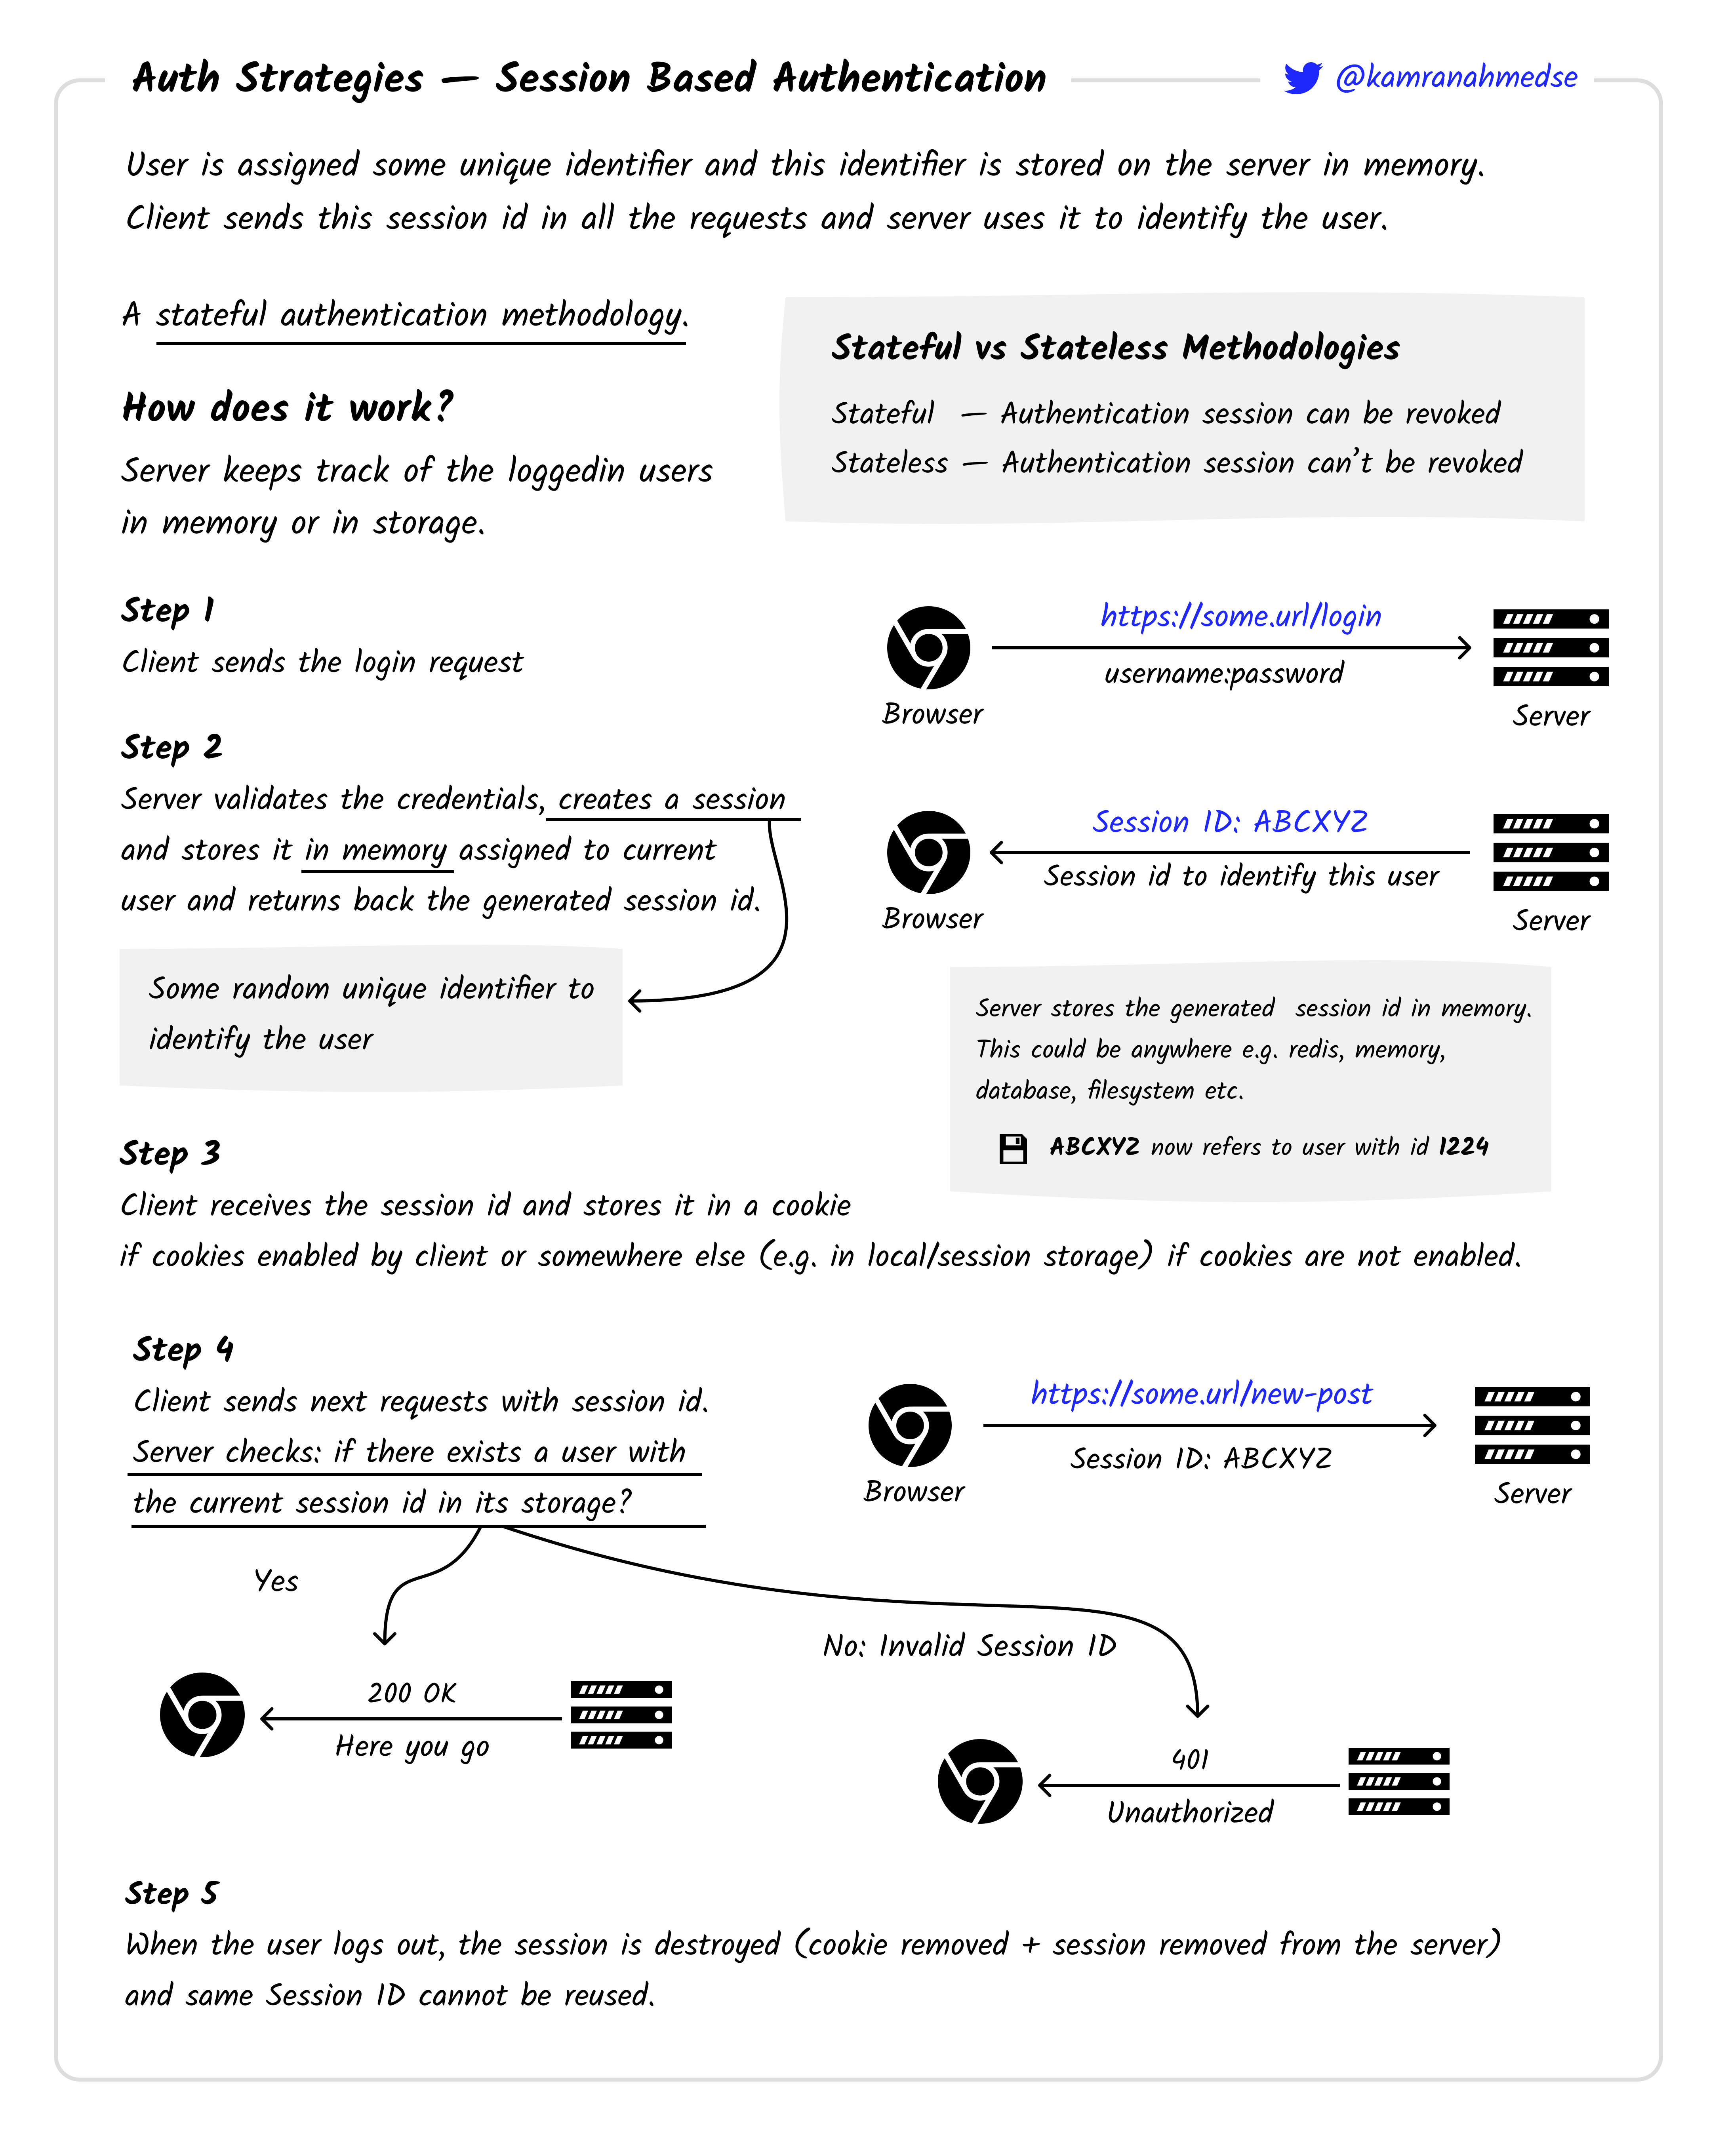 Auth Strategies — Session Based Authentication
@kamranahmedse
User is assigned some unique identifier and this identifier is stored on the server in memory.
Client sends this session id in all the requests and server uses it to identify the user.
A stateful authentication methodology.
How does it work?
Server keeps track of the loggedin users
in memory or in storage.
Stateful vs Stateless Methodologies
Stateful — Authentication session can be revoked
Stateless — Authentication session can't be revoked
Step 1
Client sends the login request
https://some.url/login
username:password
Browser
Server
Step 2
Server validates the credentials, creates a session
and stores it in memory assigned to current
user and returns back the generated session id.
Some random unique identifier to
identify the user
Session ID: ABCXYZ
Session id to identify this user
Browser
Server
Server stores the generated session id in memory.
This could be anywhere e.g. redis, memory,
database, filesystem etc.
ABCXYZ now refers to user with id 1224
Step 3
Client receives the session id and stores it in a cookie
if cookies enabled by client or somewhere else (e.g. in local/session storage) if cookies are not enabled.
Step 4
Client sends next requests with session id.
Server checks: if there exists a user with
the current session id in its storage?
https://some.url/new-post
Session ID: ABCXYZ
Browser
Server
Yes
200 OK
Here you go
No: Invalid Session ID
401
Unauthorized
Step 5
When the user logs out, the session is destroyed (cookie removed + session removed from the server)
and same Session ID cannot be reused.